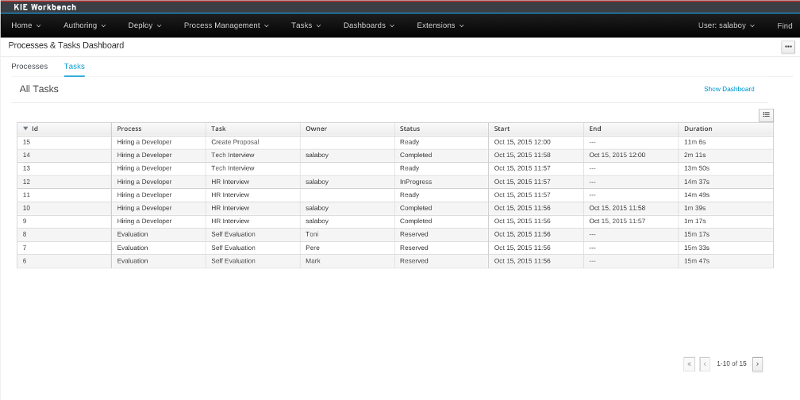 KIE Workbench
Home Authoring Deploy Process Management Tasks Dashboards Extensions User: salaboy Find
Processes & Tasks Dashboard
Processes Tasks
All Tasks Show Dashboard
Id Process Task Owner Status Start End Duration
15 Hiring a Developer Create Proposal Ready Oct 15, 2015 12:00 --- 11m 6s
14 Hiring a Developer Tech Interview salaboy Completed Oct 15, 2015 11:58 Oct 15, 2015 12:00 2m 11s
13 Hiring a Developer Tech Interview Ready Oct 15, 2015 11:57 --- 13m 50s
12 Hiring a Developer HR Interview salaboy InProgress Oct 15, 2015 11:57 --- 14m 37s
11 Hiring a Developer HR Interview Ready Oct 15, 2015 11:57 --- 14m 49s
10 Hiring a Developer HR Interview salaboy Completed Oct 15, 2015 11:56 Oct 15, 2015 11:58 1m 39s
9 Hiring a Developer HR Interview salaboy Completed Oct 15, 2015 11:56 Oct 15, 2015 11:57 1m 17s
8 Evaluation Self Evaluation Toni Reserved Oct 15, 2015 11:56 --- 15m 17s
7 Evaluation Self Evaluation Pere Reserved Oct 15, 2015 11:56 --- 15m 33s
6 Evaluation Self Evaluation Mark Reserved Oct 15, 2015 11:56 --- 15m 47s
« ‹ 1-10 of 15 ›